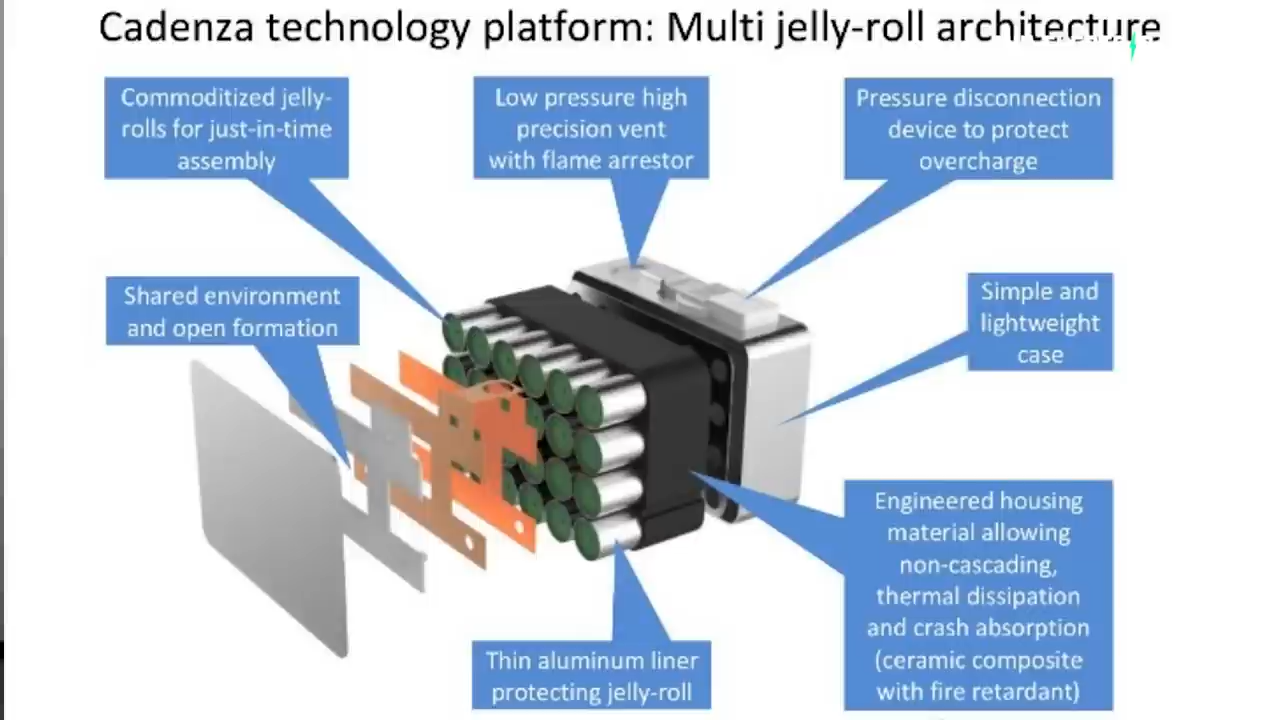 Cadenza technology platform: Multi jelly-roll architecture
Commoditized jelly-
rolls for just-in-time
assembly
Low pressure high
precision vent
with flame arrestor
Pressure disconnection
device to protect
overcharge
Shared environment
and open formation
Simple and
lightweight
case
Engineered housing
material allowing
non-cascading,
thermal dissipation
and crash absorption
(ceramic composite
with fire retardant)
Thin aluminum liner
protecting jelly-roll